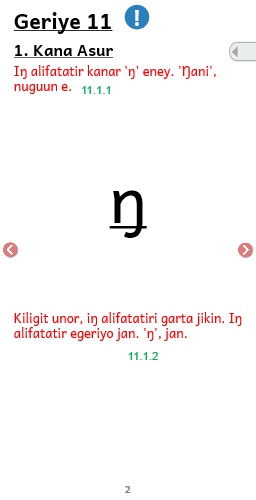 Geriye 11
1. Kana Asur
Iŋ alifatatir kanar 'ŋ' eney. 'Ŋani',
nuguun e. 11.1.1
ŋ
Kiligit unor, iŋ alifatatiri garta jikin. Iŋ
alifatatir egeriyo jan. 'ŋ', jan.
11.1.2
2